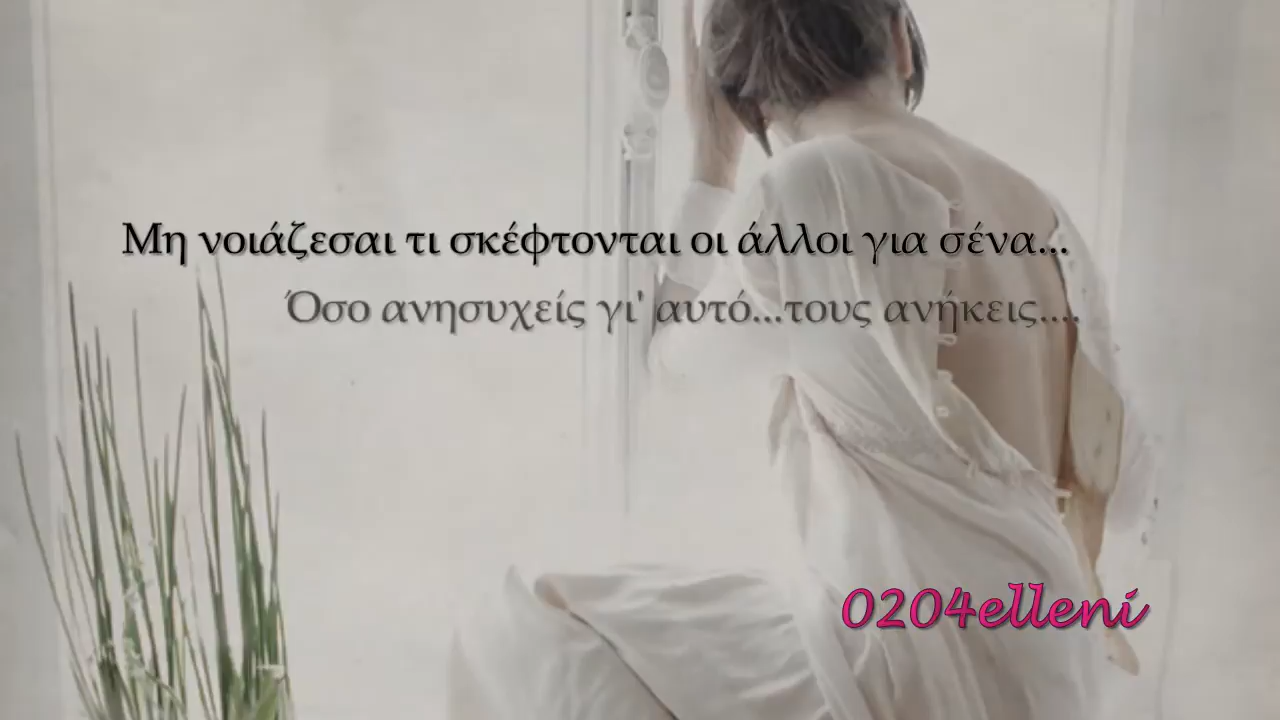 Μη νοιάζεσαι τι σκέφτονται οι άλλοι για σένα...
Όσο ανησυχείς γι' αυτό...τους ανήκεις....
0204elleni